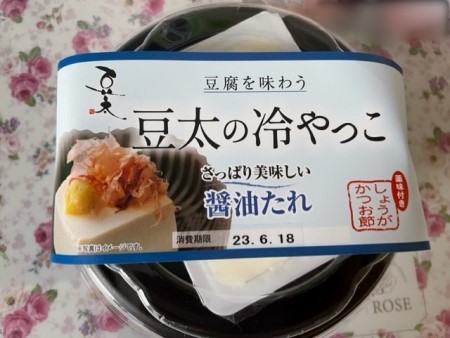 豆太
豆腐を味わう
豆太の冷やっこ
さっぱり美味しい
醤油たれ
薬味付き
しょうが
かつお節
写真はイメージです。
消費期限 23.6.18
ROSE